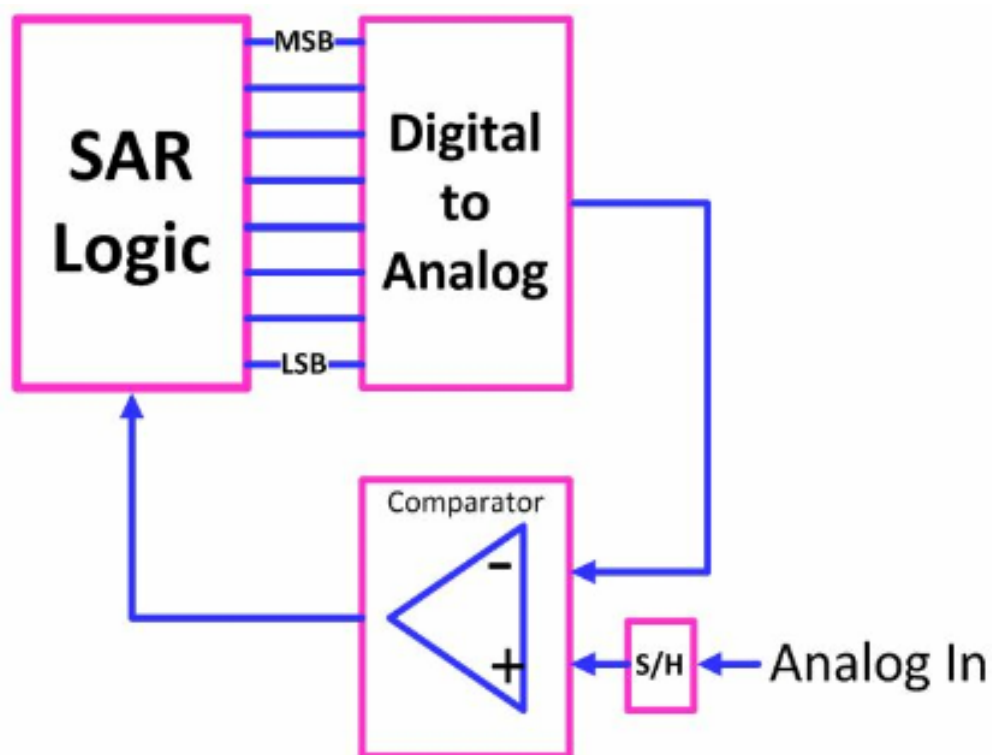 MSB
SAR
Logic
Digital
to
Analog
LSB
Comparator
-
+
S/H
Analog In